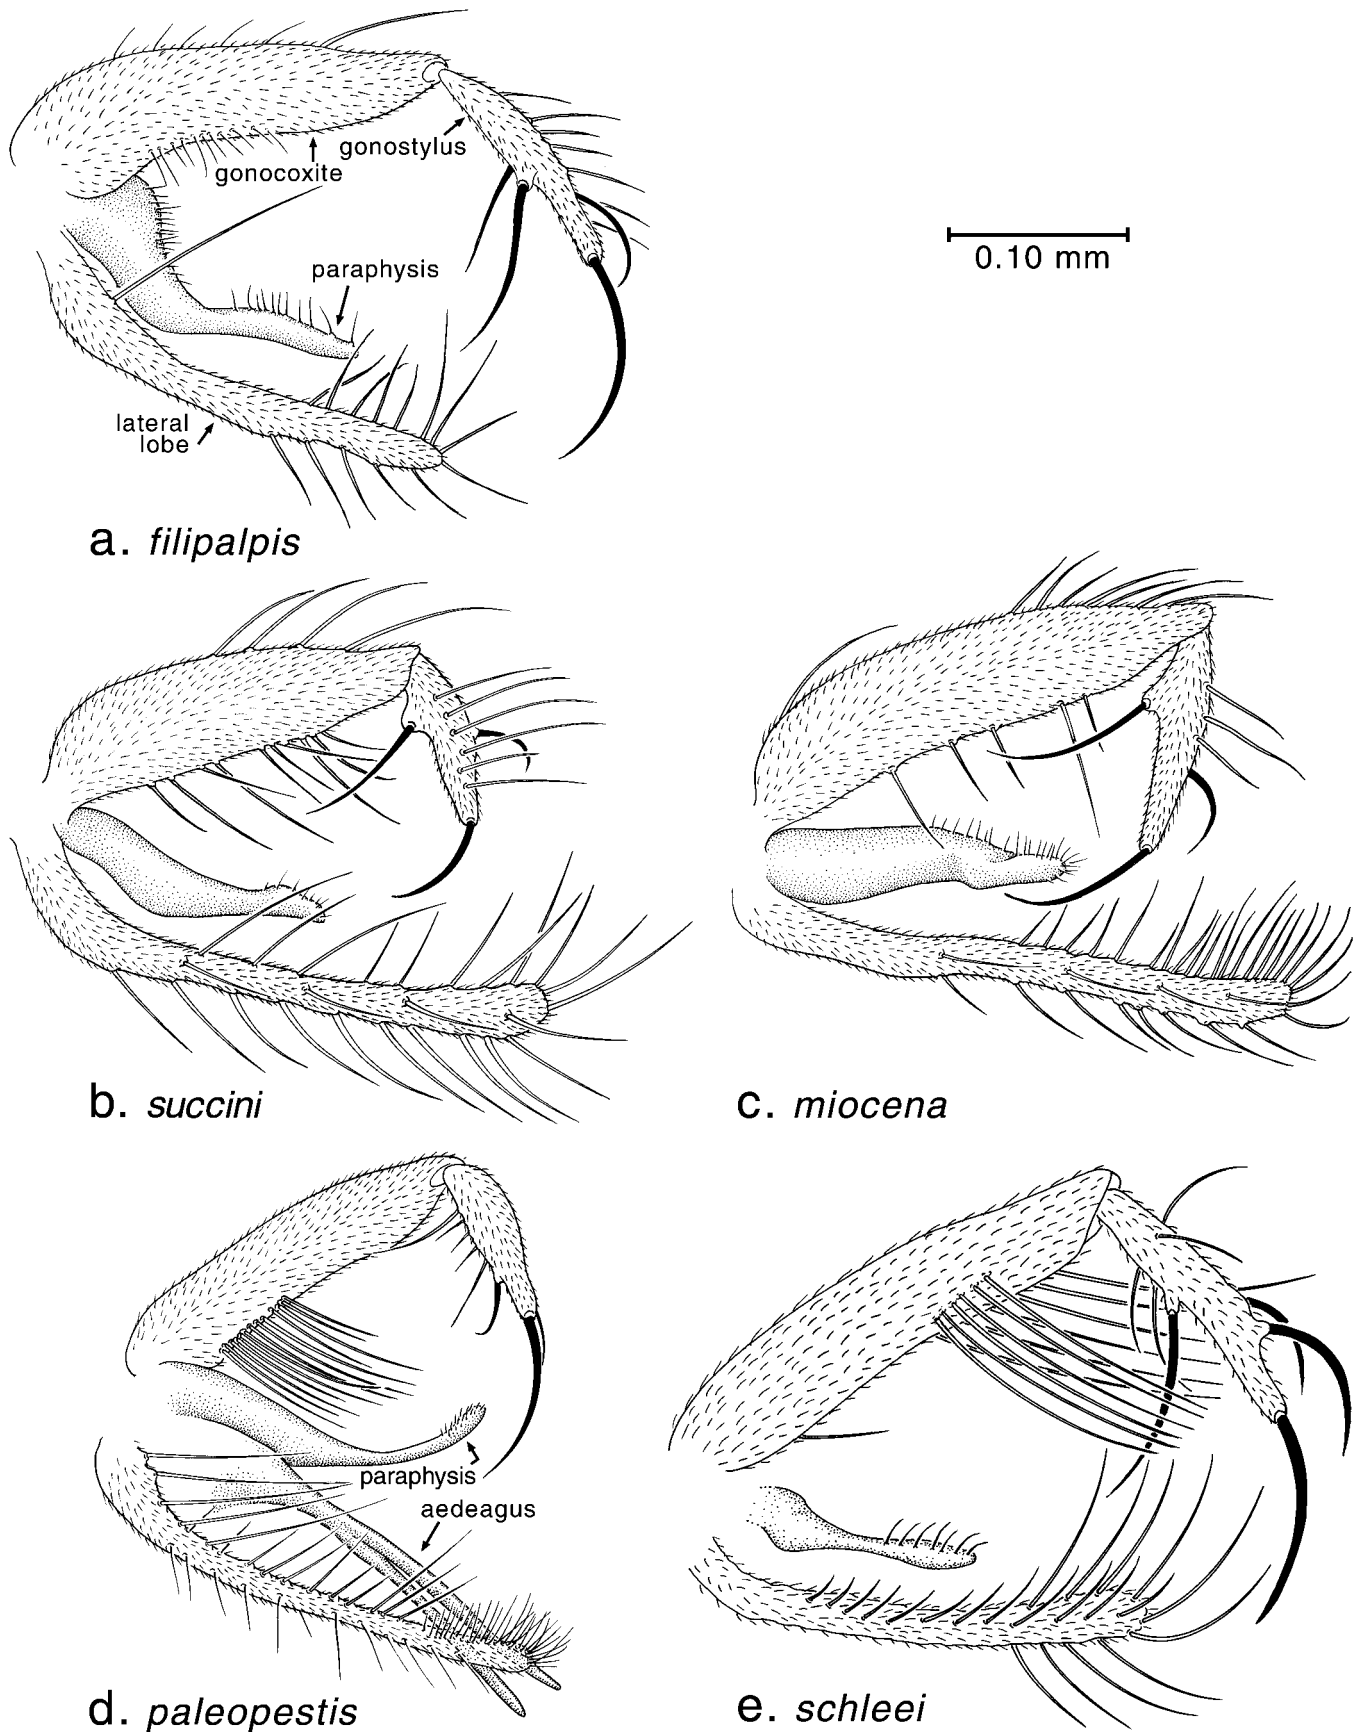 gonostylus
gonocoxite
0.10 mm
paraphysis
lateral
lobe
a. filipalpis
b. succini
c. miocena
paraphysis
aedeagus
d. paleopestis
e. schleei